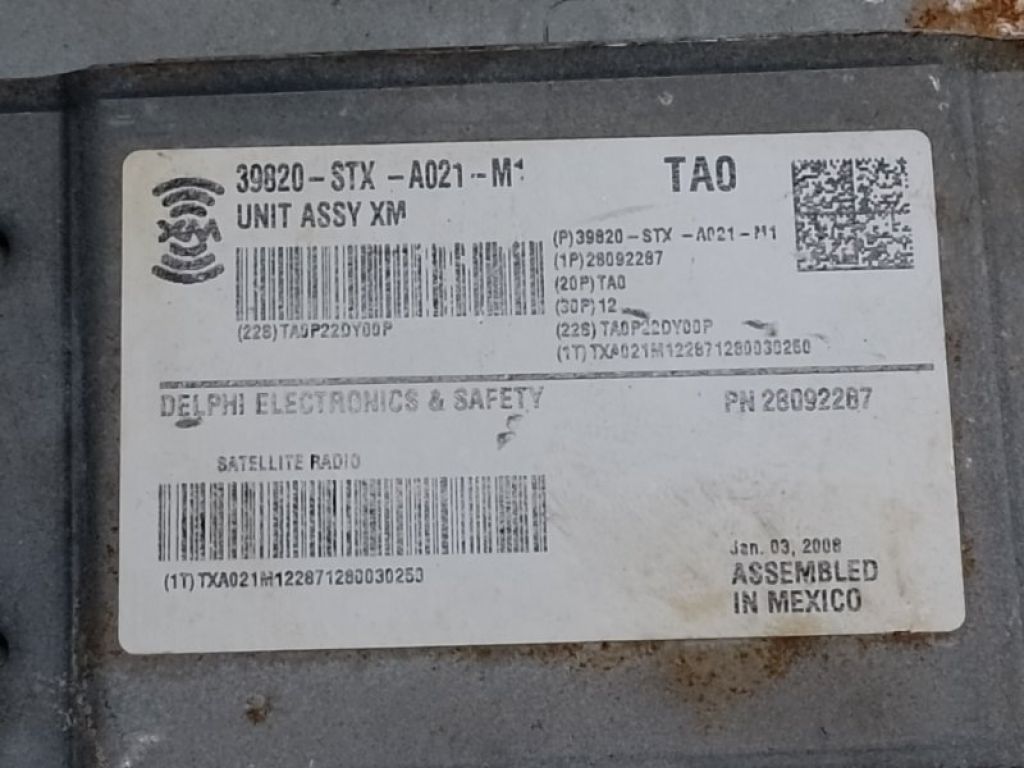 39820-STX -A021-M1
TA0
UNIT ASSY XM
XM
(P)39820-STX -A021-M1
(1P)28092287
(20P)TA0
(30P)12
(22S)TA0P22DY00P
(22S)TA0P22DY00P
(1T)TXA021M122871280030250
DELPHI ELECTRONICS & SAFETY
PN 28092287
SATELLITE RADIO
(1T)TXA021M122871280030250
Jan. 03, 2008
ASSEMBLED
IN MEXICO